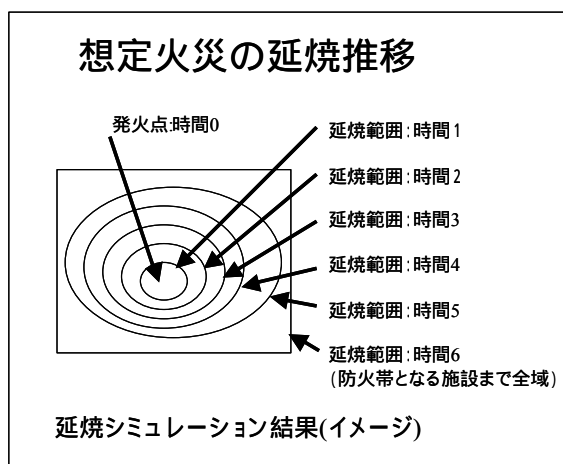 想定火災の延焼推移
発火点:時間0
延焼範囲:時間1
延焼範囲:時間2
延焼範囲:時間3
延焼範囲:時間4
延焼範囲:時間5
延焼範囲:時間6
(防火帯となる施設まで全域)
延焼シミュレーション結果(イメージ)